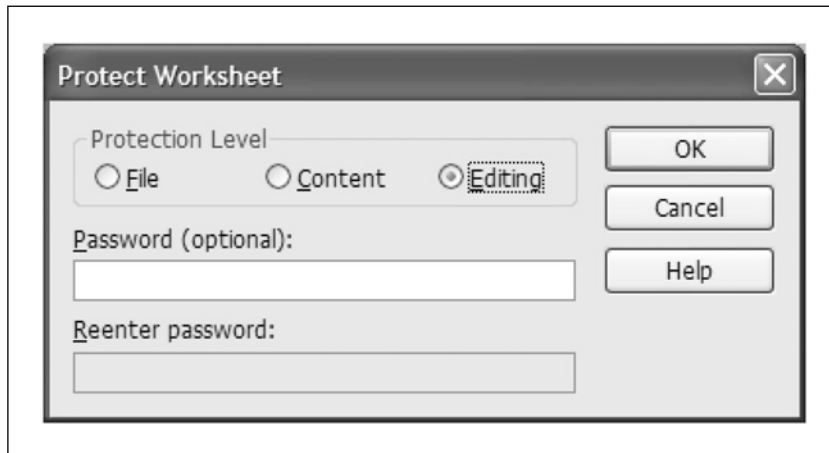 Protect Worksheet
Protection Level
File Content Editing
OK
Cancel
Password (optional):
Help
Reenter password: